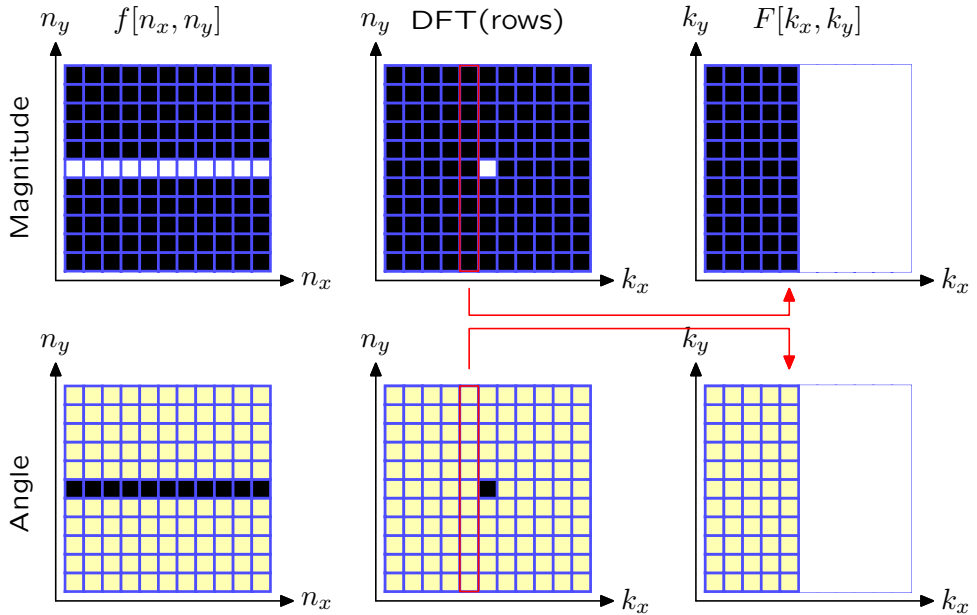 n_y f[n_x, n_y] n_y DFT(rows) k_y F[k_x, k_y]
Magnitude
n_x k_x k_x
n_y n_y k_y
Angle
n_x k_x k_x